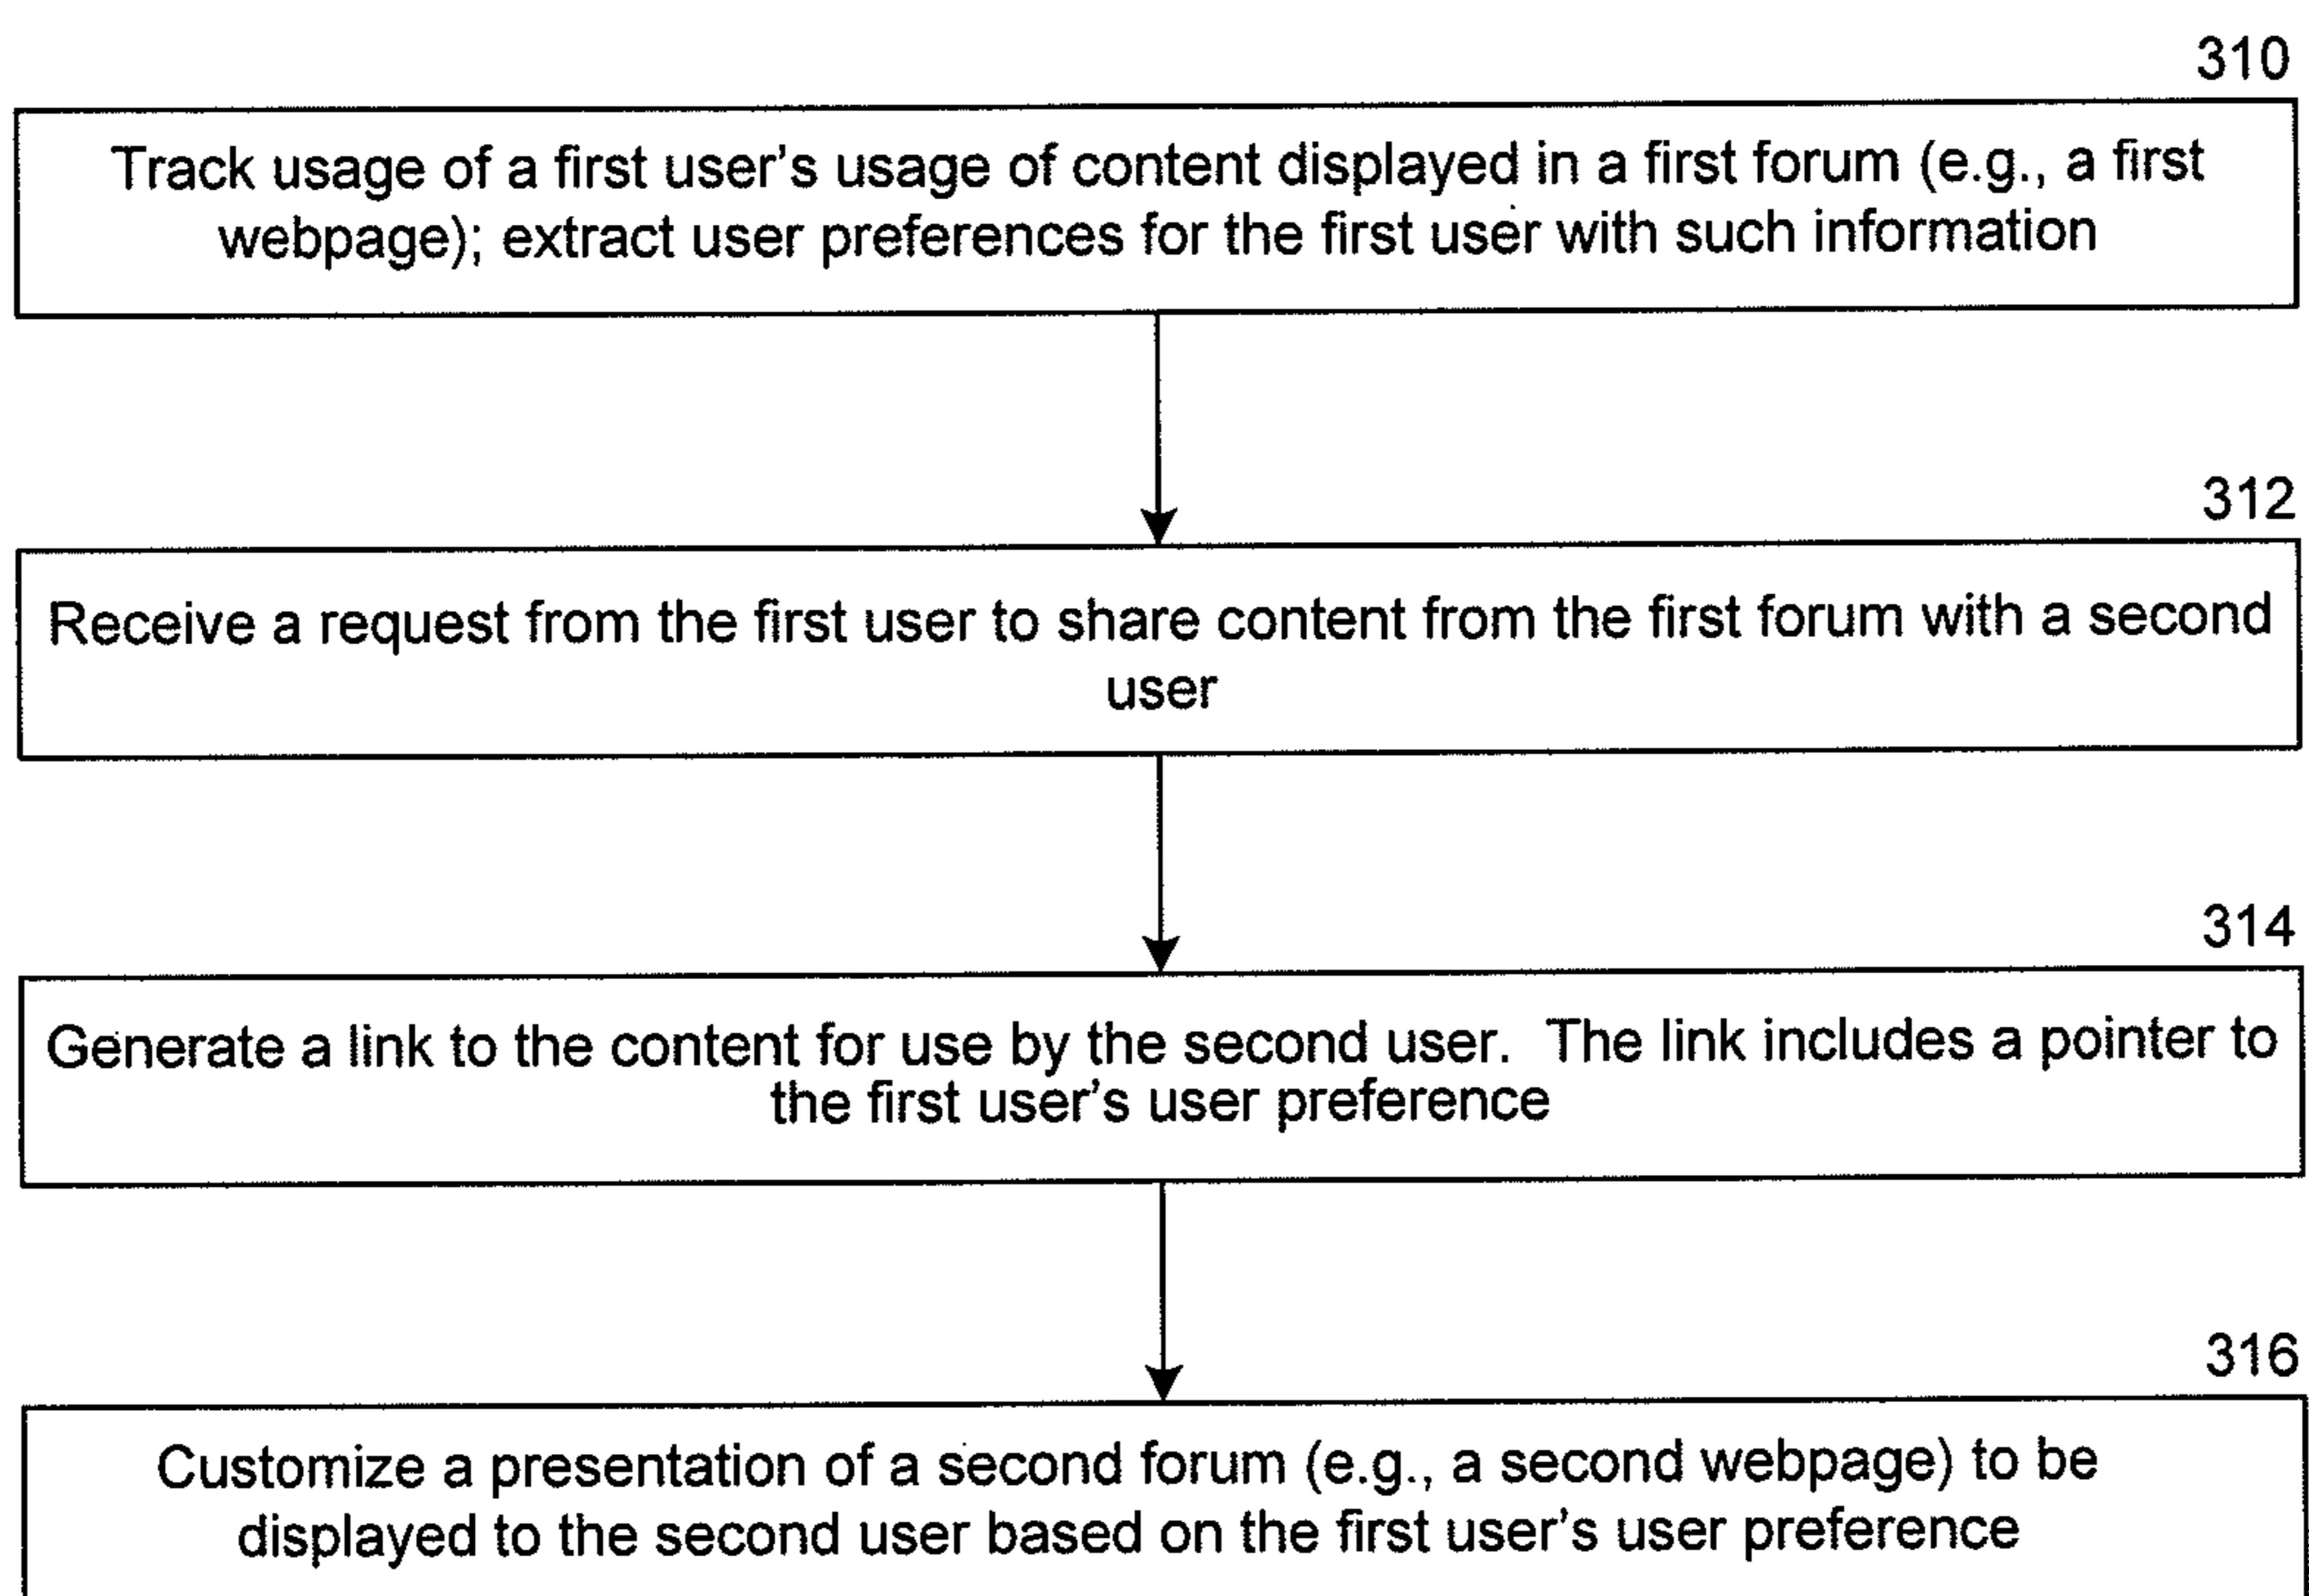 310
Track usage of a first user's usage of content displayed in a first forum (e.g., a first
webpage); extract user preferences for the first user with such information
312
Receive a request from the first user to share content from the first forum with a second
user
314
Generate a link to the content for use by the second user.  The link includes a pointer to
the first user's user preference
316
Customize a presentation of a second forum (e.g., a second webpage) to be
displayed to the second user based on the first user's user preference